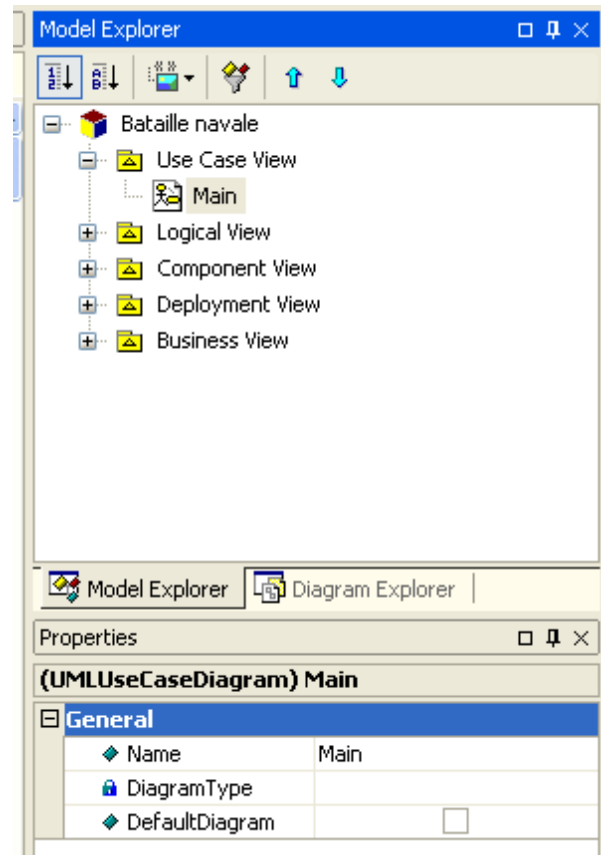 Model Explorer
Bataille navale
Use Case View
Main
Logical View
Component View
Deployment View
Business View
Model Explorer Diagram Explorer
Properties
(UMLUseCaseDiagram) Main
General
Name Main
DiagramType
DefaultDiagram